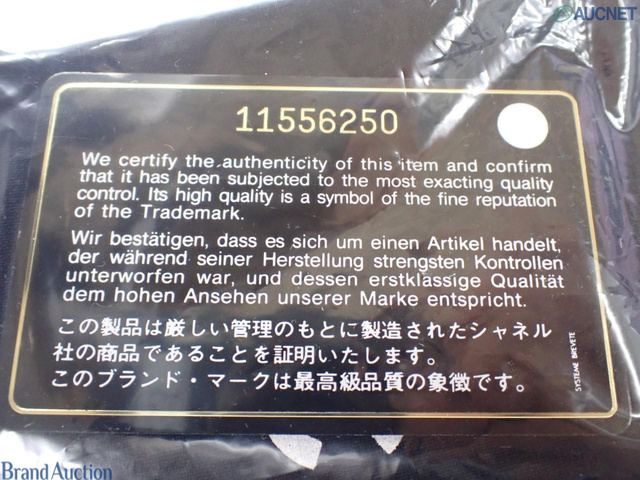 AUCNET
11556250
We certify the authenticity of this item and confirm
that it has been subjected to the most exacting quality
control. Its high quality is a symbol of the fine reputation
of the Trademark.
Wir bestätigen, dass es sich um einen Artikel handelt,
der während seiner Herstellung strengsten Kontrollen
unterworfen war, und dessen erstklassige Qualität
dem hohen Ansehen unserer Marke entspricht.
この製品は厳しい管理のもとに製造されたシャネル
社の商品であることを証明いたします。
このブランド・マークは最高級品質の象徴です。
SYSTEME BREVETE
Brand Auction